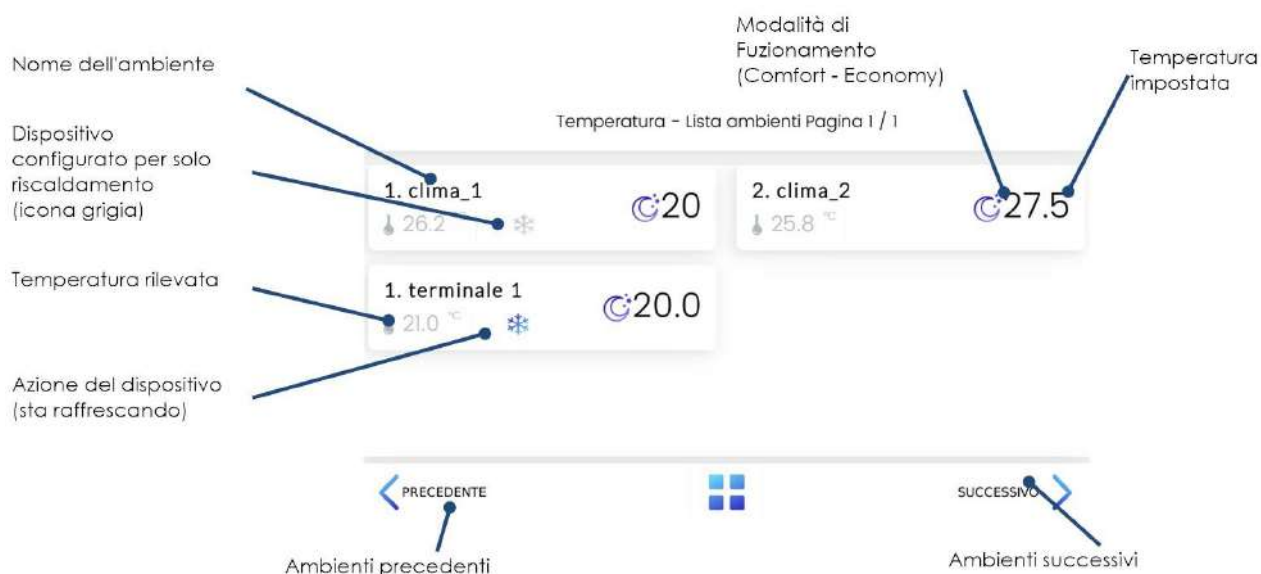 Modalità di
Fuzionamento
(Comfort - Economy)
Temperatura
impostata
Nome dell'ambiente
Dispositivo
configurato per solo
riscaldamento
(icona grigia)
Temperatura - Lista ambienti Pagina 1 / 1
1. clima_1
26.2
20
2. clima_2
25.8 °C
27.5
Temperatura rilevata
1. terminale 1
21.0 °C
20.0
Azione del dispositivo
(sta raffrescando)
PRECEDENTE
SUCCESSIVO
Ambienti precedenti
Ambienti successivi